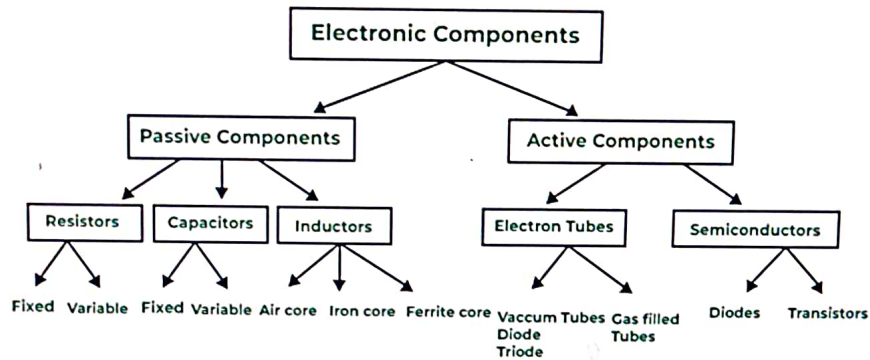 Electronic Components
Passive Components
Active Components
Resistors
Capacitors
Inductors
Electron Tubes
Semiconductors
Fixed
Variable
Fixed
Variable
Air core
Iron core
Ferrite core
Vaccum Tubes
Diode
Triode
Gas filled
Tubes
Diodes
Transistors